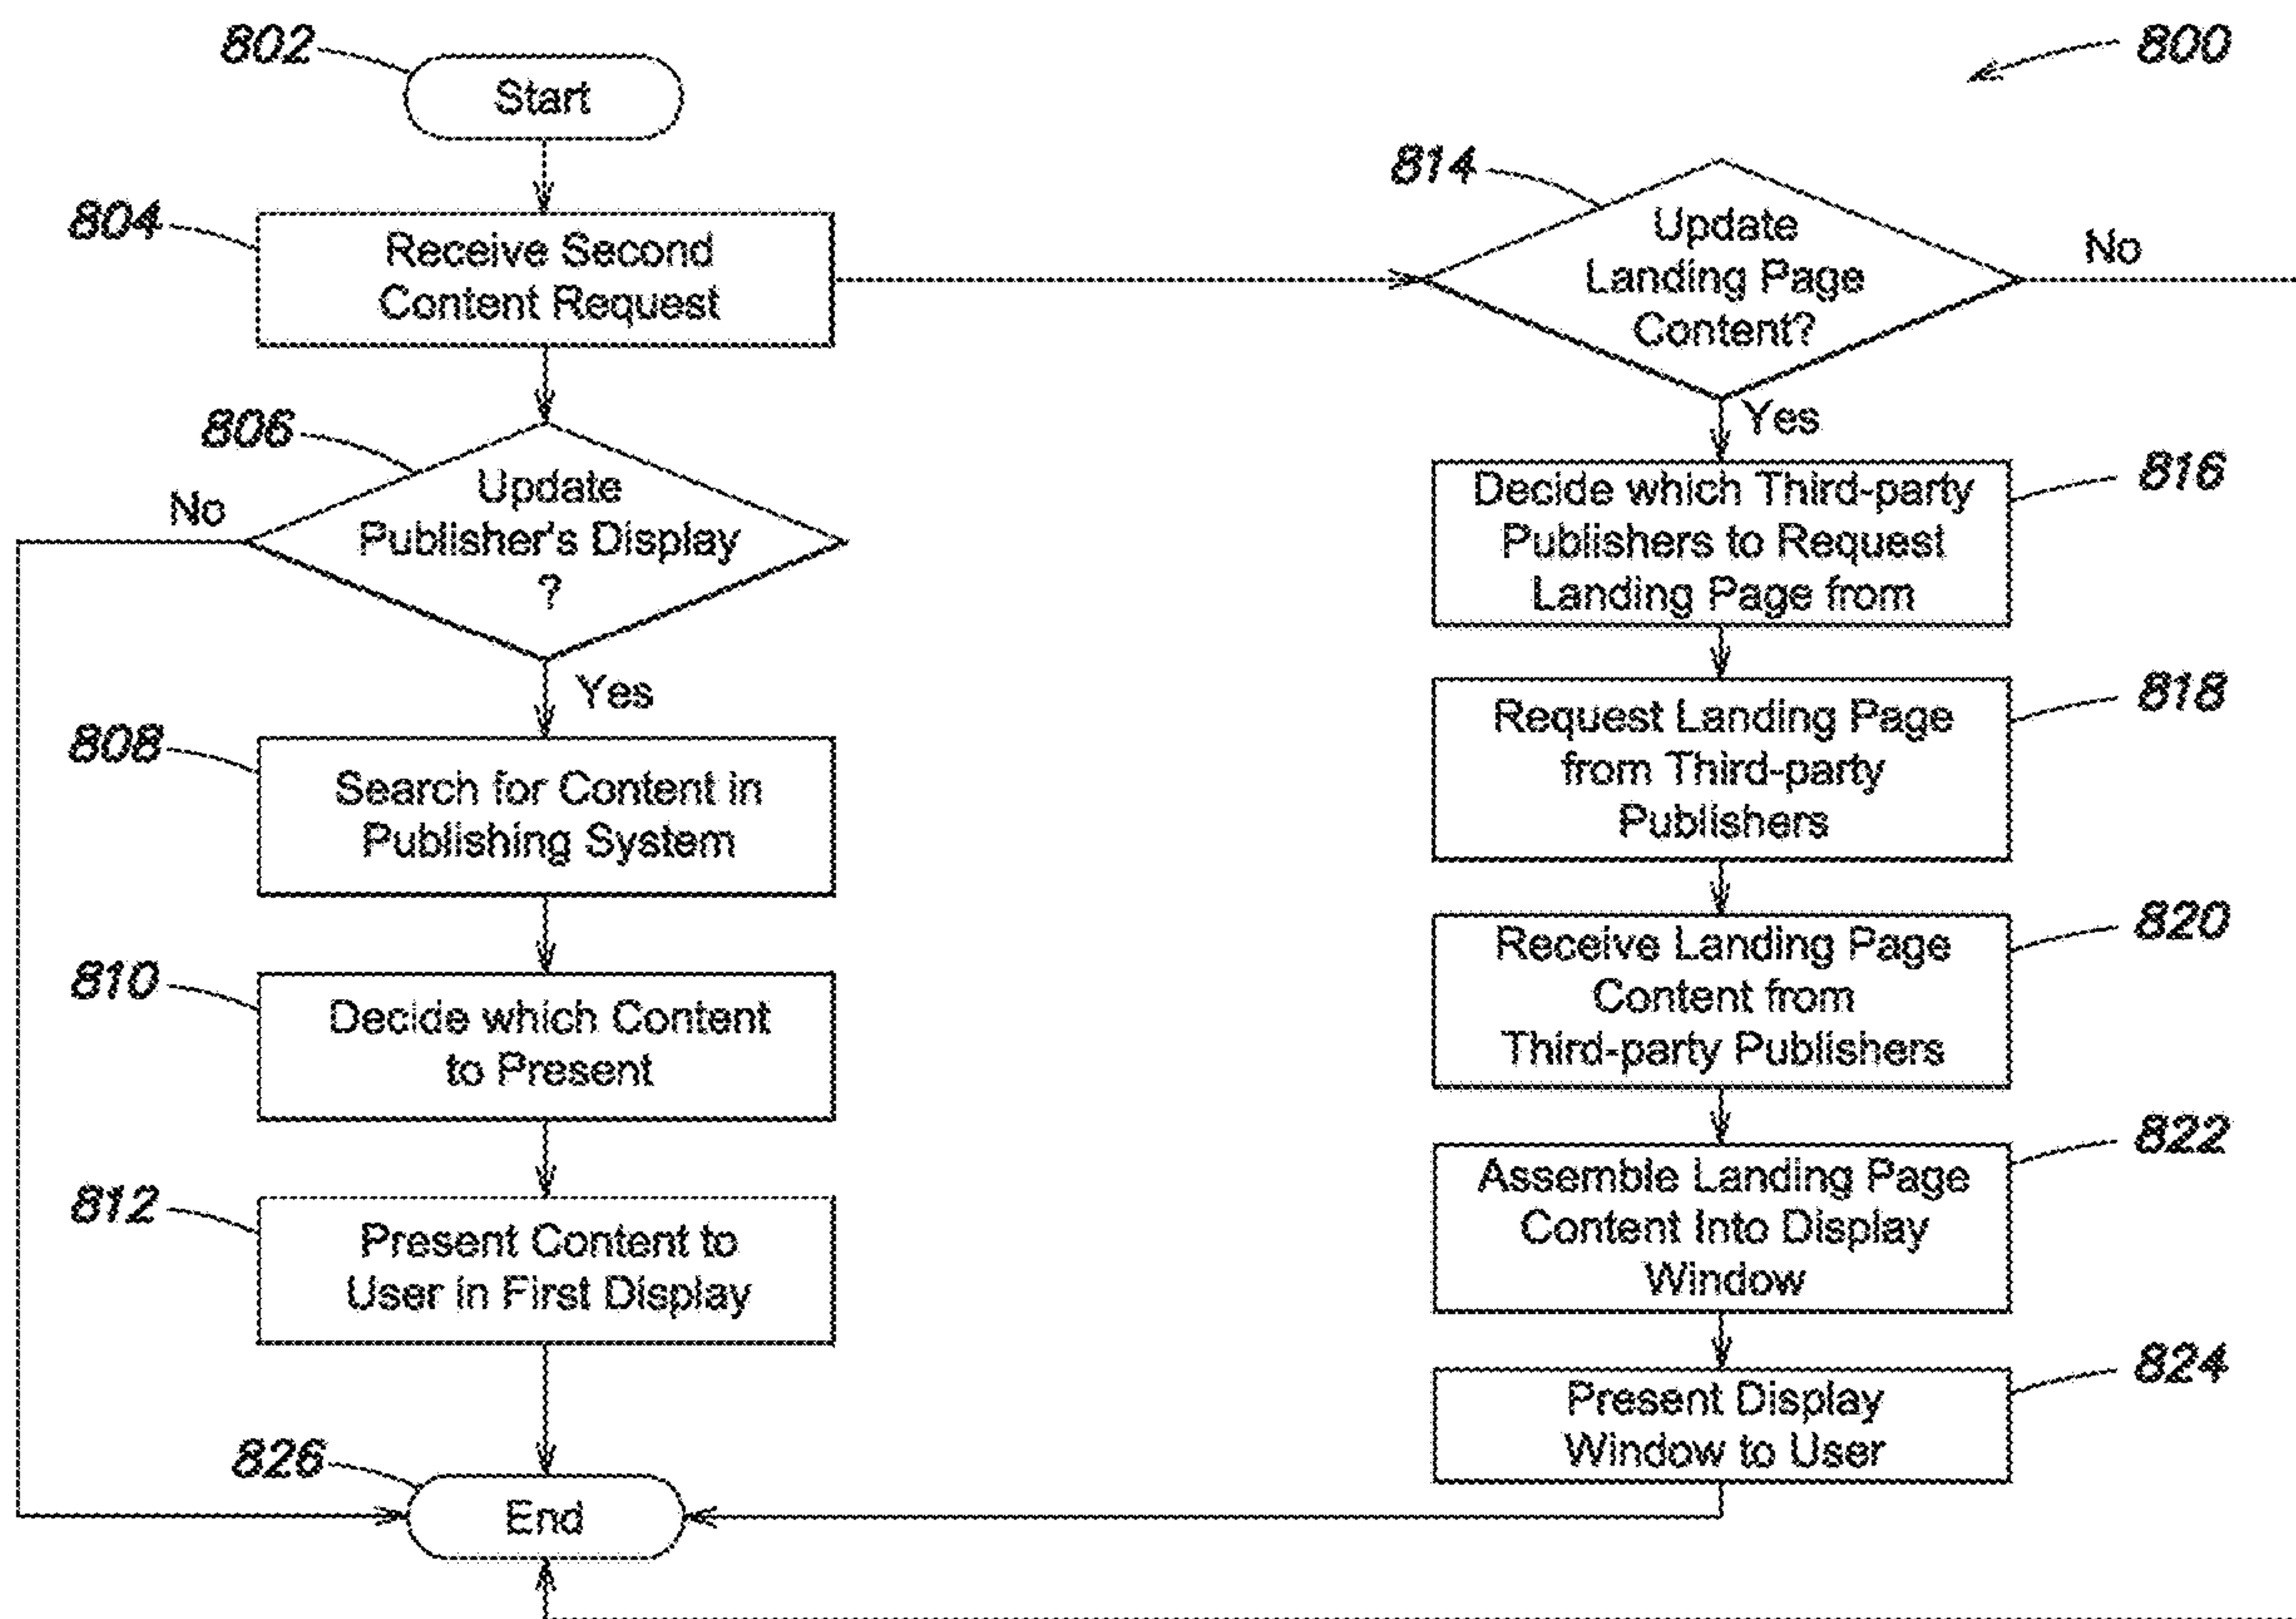 802
Start
800
804
Receive Second
Content Request
814
Update
Landing Page
Content?
No
806
Update
Publisher's Display
?
No
Yes
Yes
808
Search for Content in
Publishing System
810
Decide which Content
to Present
812
Present Content to
User in First Display
816
Decide which Third-party
Publishers to Request
Landing Page from
818
Request Landing Page
from Third-party
Publishers
820
Receive Landing Page
Content from
Third-party Publishers
822
Assemble Landing Page
Content Into Display
Window
824
Present Display
Window to User
826
End